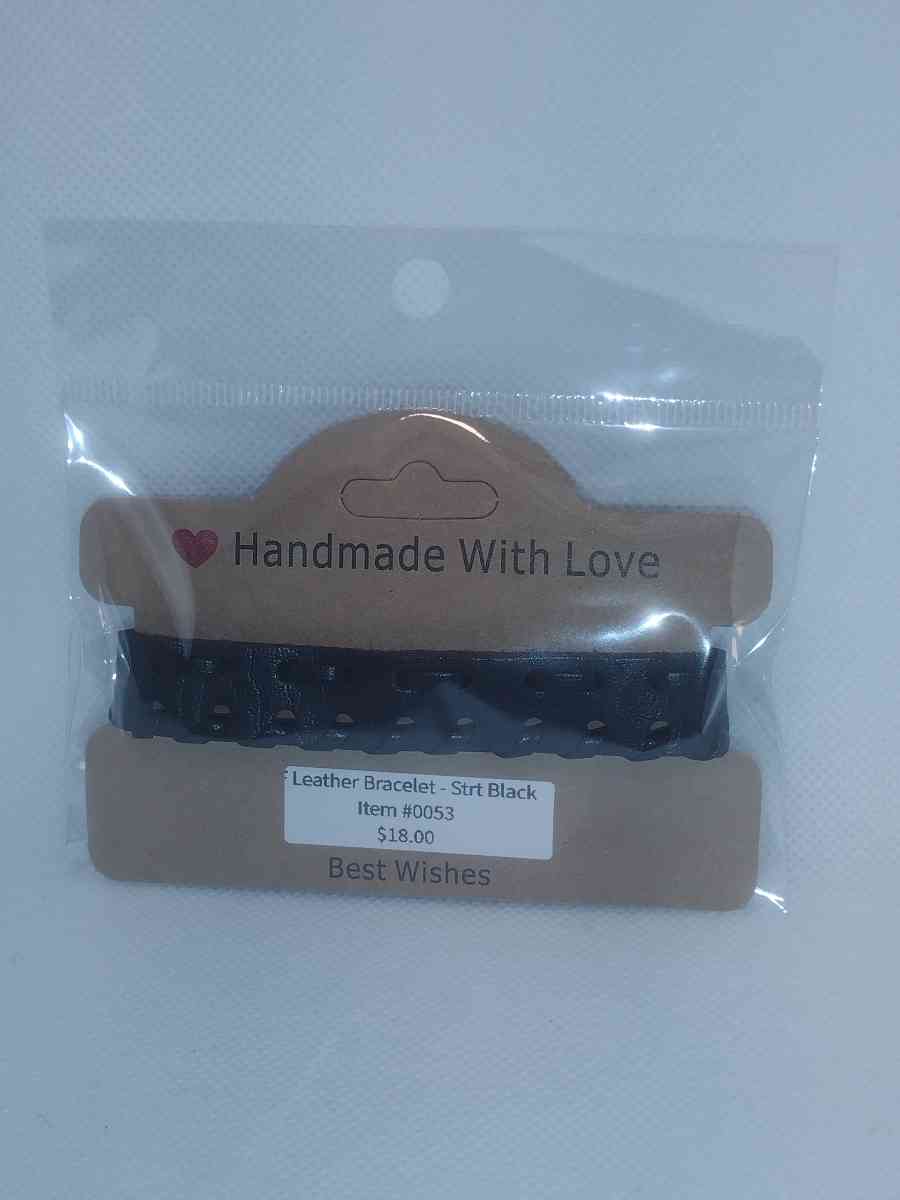 Handmade With Love
Leather Bracelet - Strt Black
Item #0053
$18.00
Best Wishes